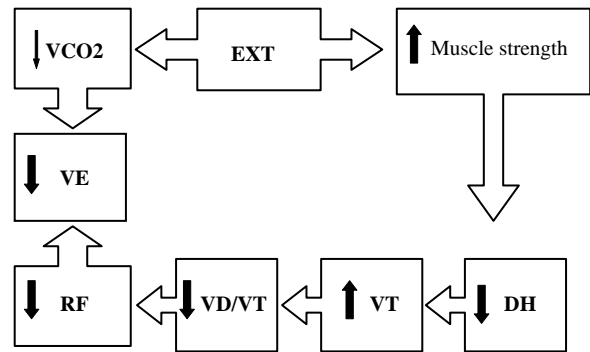 VCO2
EXT
Muscle strength
VE
RF
VD/VT
VT
DH